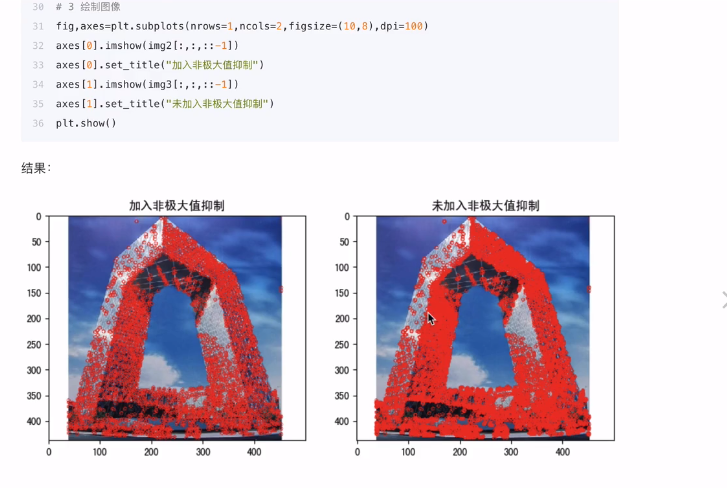 30 # 3 绘制图像
31 fig,axes=plt.subplots(nrows=1,ncols=2,figsize=(10,8),dpi=100)
32 axes[0].imshow(img2[:,:,::-1])
33 axes[0].set_title("加入非极大值抑制")
34 axes[1].imshow(img3[:,:,::-1])
35 axes[1].set_title("未加入非极大值抑制")
36 plt.show()
结果：
加入非极大值抑制
0
50
100
150
200
250
300
350
400
0 100 200 300 400
未加入非极大值抑制
0
50
100
150
200
250
300
350
400
0 100 200 300 400